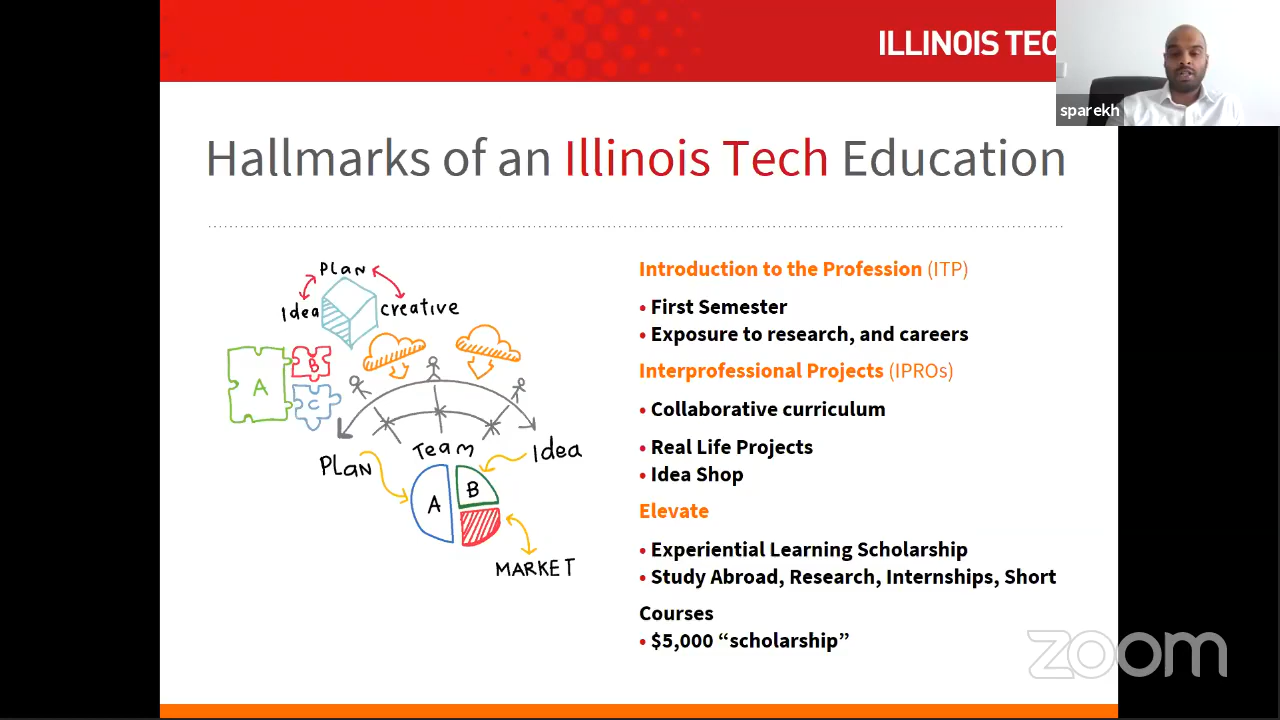 ILLINOIS TEC
sparekh
Hallmarks of an Illinois Tech Education
PLAN
Idea
creative
A
B
C
Team
PLAN
Idea
A
B
MARKET
Introduction to the Profession (ITP)
• First Semester
• Exposure to research, and careers
Interprofessional Projects (IPROs)
• Collaborative curriculum
• Real Life Projects
• Idea Shop
Elevate
• Experiential Learning Scholarship
• Study Abroad, Research, Internships, Short
Courses
• $5,000 “scholarship”
zoom